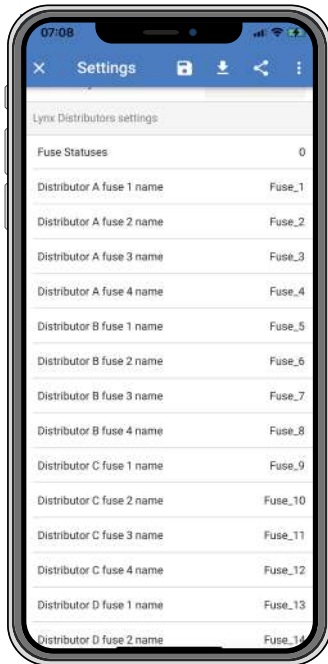 07:08
Settings
Lynx Distributors settings
Fuse Statuses 0
Distributor A fuse 1 name Fuse_1
Distributor A fuse 2 name Fuse_2
Distributor A fuse 3 name Fuse_3
Distributor A fuse 4 name Fuse_4
Distributor B fuse 1 name Fuse_5
Distributor B fuse 2 name Fuse_6
Distributor B fuse 3 name Fuse_7
Distributor B fuse 4 name Fuse_8
Distributor C fuse 1 name Fuse_9
Distributor C fuse 2 name Fuse_10
Distributor C fuse 3 name Fuse_11
Distributor C fuse 4 name Fuse_12
Distributor D fuse 1 name Fuse_13
Distributor D fuse 2 name Fuse_14